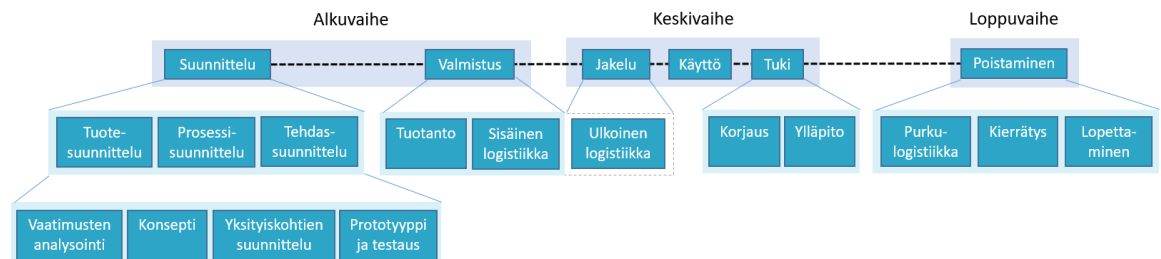 Alkuvaihe
Keskivaihe
Loppuvaihe
Suunnittelu
Valmistus
Jakelu
Käyttö
Tuki
Poistaminen
Tuote-
suunnittelu
Prosessi-
suunnittelu
Tehdas-
suunnittelu
Tuotanto
Sisäinen
logistiikka
Ulkoinen
logistiikka
Korjaus
Ylläpito
Purku-
logistiikka
Kierrätys
Lopetta-
minen
Vaatimusten
analysointi
Konsepti
Yksityiskohtien
suunnittelu
Prototyyppi
ja testaus